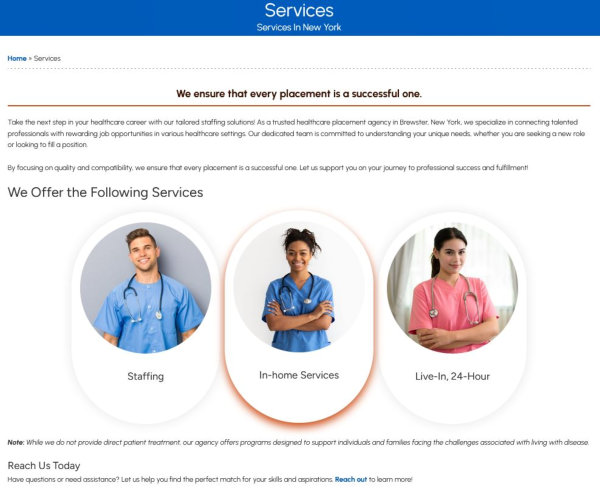 Services
Services In New York
Home » Services
We ensure that every placement is a successful one.
Take the next step in your healthcare career with our tailored staffing solutions! As a trusted healthcare placement agency in Brewster, New York, we specialize in connecting talented
professionals with rewarding job opportunities in various healthcare settings. Our dedicated team is committed to understanding your unique needs, whether you are seeking a new role
or looking to fill a position.
By focusing on quality and compatibility, we ensure that every placement is a successful one. Let us support you on your journey to professional success and fulfillment!
We Offer the Following Services
Staffing
In-home Services
Live-In, 24-Hour
Note: While we do not provide direct patient treatment, our agency offers programs designed to support individuals and families facing the challenges associated with living with disease.
Reach Us Today
Have questions or need assistance? Let us help you find the perfect match for your skills and aspirations. Reach out to learn more!